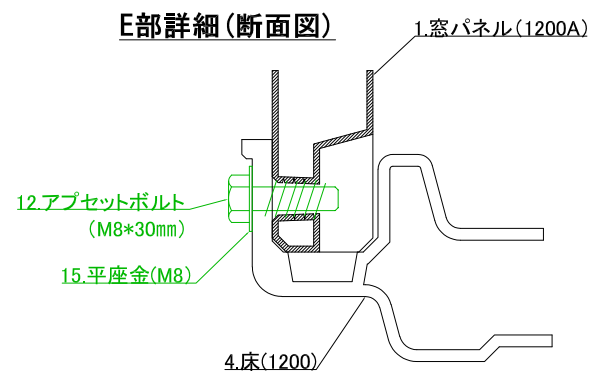 E部詳細(断面図)
1.窓パネル(1200A)
12.アプセットボルト
(M8*30㎜)
15.平座金(M8)
4.床(1200)